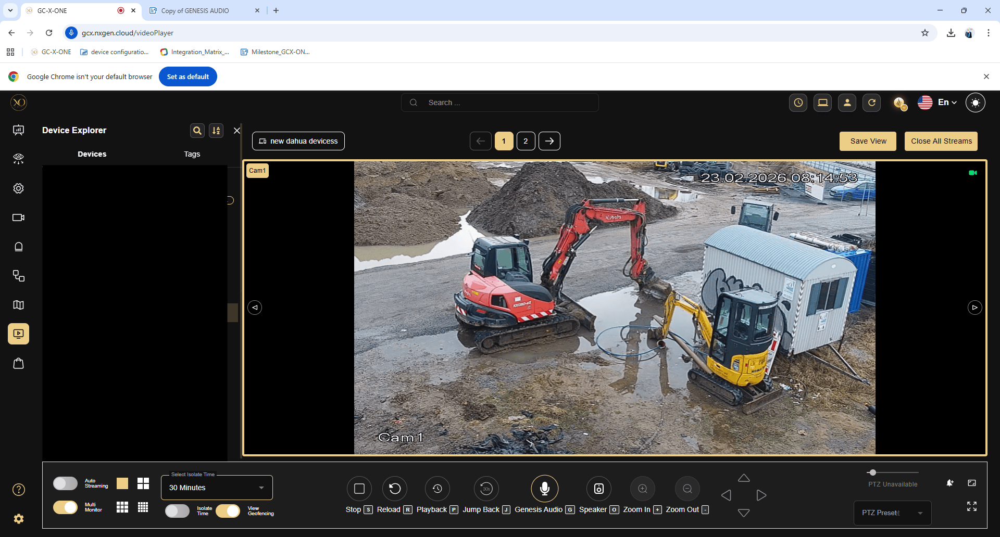 GC-X-ONE
Copy of GENESIS AUDIO
gcx.nxgen.cloud/videoPlayer
GC-X-ONE
device configuratio...
Integration_Matrix_...
Milestone_GCX-ON...
Google Chrome isn't your default browser
Set as default
XO
Search ...
En
Device Explorer
Devices
Tags
new dahua devicess
1
2
Save View
Close All Streams
Cam1
23.02.2026 08:14:53
Kubota
Cam1
Auto Streaming
Multi Monitor
Select Isolate Time
30 Minutes
Isolate Time
View Geofencing
30s
Stop S
Reload R
Playback P
Jump Back J
Genesis Audio G
Speaker O
Zoom In +
Zoom Out -
PTZ Unavailable
PTZ Preset